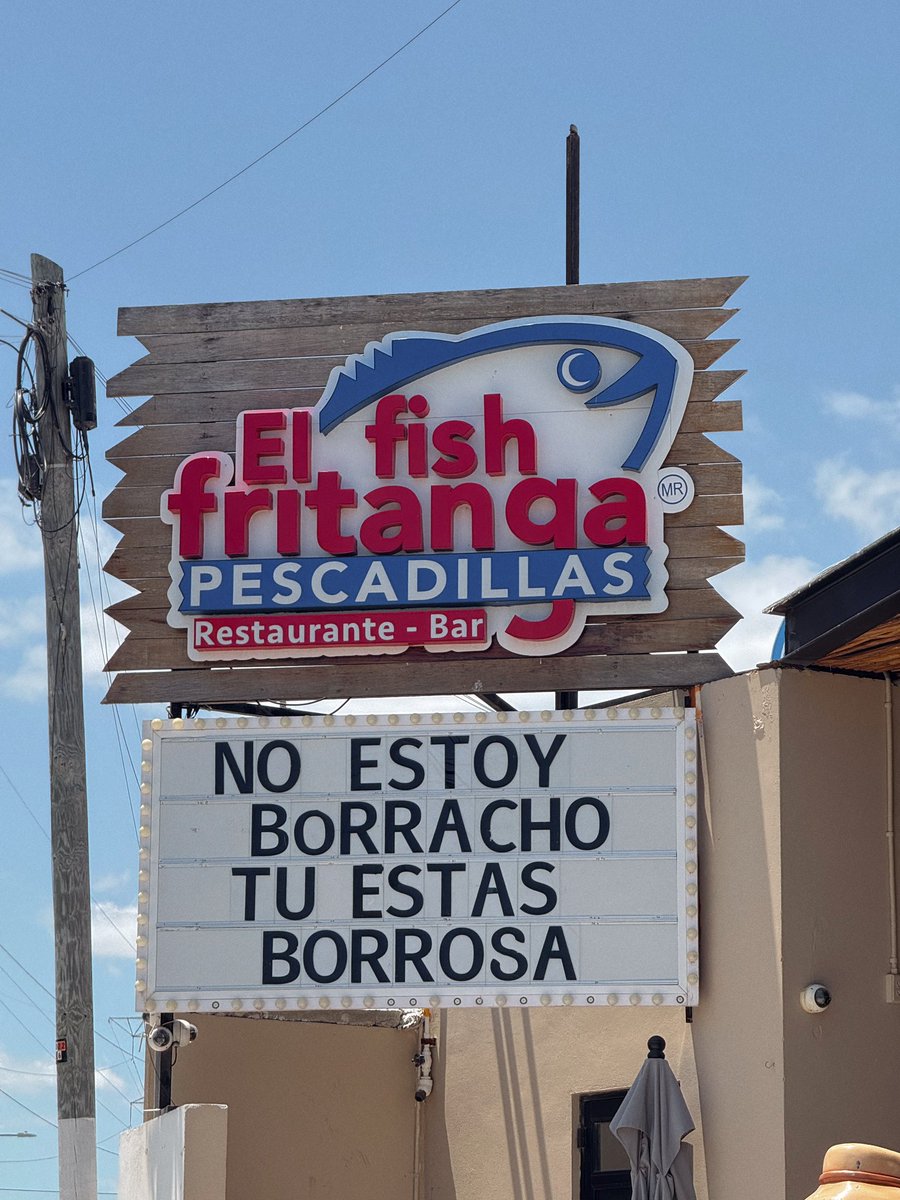 El fish
fritanga
MR
PESCADILLAS
Restaurante - Bar
NO ESTOY
BoRRACHO
TU ESTAS
BORROSA